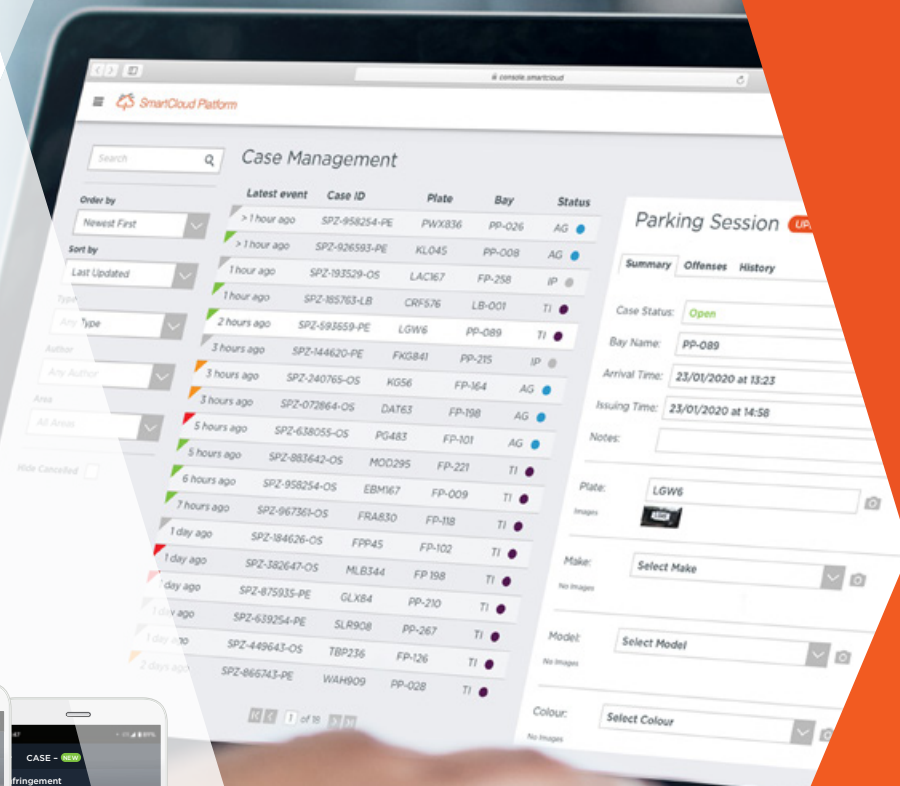 console.smartcloud
SmartCloud Platform
Search
Order by
Newest First
Sort by
Last Updated
Type
Any Type
Author
Any Author
Area
All Areas
Hide Cancelled
Case Management
Latest event Case ID Plate Bay Status
> 1 hour ago SPZ-958254-PE PWX836 PP-026 AG
> 1 hour ago SPZ-926593-PE KL045 PP-008 AG
1 hour ago SPZ-193529-OS LAC167 FP-258 IP
1 hour ago SPZ-185763-LB CRF576 LB-001 TI
2 hours ago SPZ-593659-PE LGW6 PP-089 TI
3 hours ago SPZ-144620-PE FKG841 PP-215 IP
3 hours ago SPZ-240765-OS KG56 FP-164 AG
3 hours ago SPZ-072864-OS DAT63 FP-198 AG
5 hours ago SPZ-638055-OS PG483 FP-101 AG
5 hours ago SPZ-883642-OS MOD295 FP-221 TI
6 hours ago SPZ-958254-OS EBM167 FP-009 TI
7 hours ago SPZ-967361-OS FRA830 FP-118 TI
1 day ago SPZ-184626-OS FPP45 FP-102 TI
1 day ago SPZ-382647-OS MLB344 FP 198 TI
1 day ago SPZ-875935-PE GLX84 PP-210 TI
1 day ago SPZ-639254-PE SLR908 PP-267 TI
1 day ago SPZ-449643-OS TBP236 FP-126 TI
2 days ago SPZ-866743-PE WAH909 PP-028 TI
1 of 18
Parking Session
Summary Offenses History
Case Status: Open
Bay Name: PP-089
Arrival Time: 23/01/2020 at 13:23
Issuing Time: 23/01/2020 at 14:58
Notes:
Plate: LGW6
Images
Make: Select Make
No Images
Model: Select Model
No Images
Colour: Select Colour
No Images
CASE – NEW
fringement